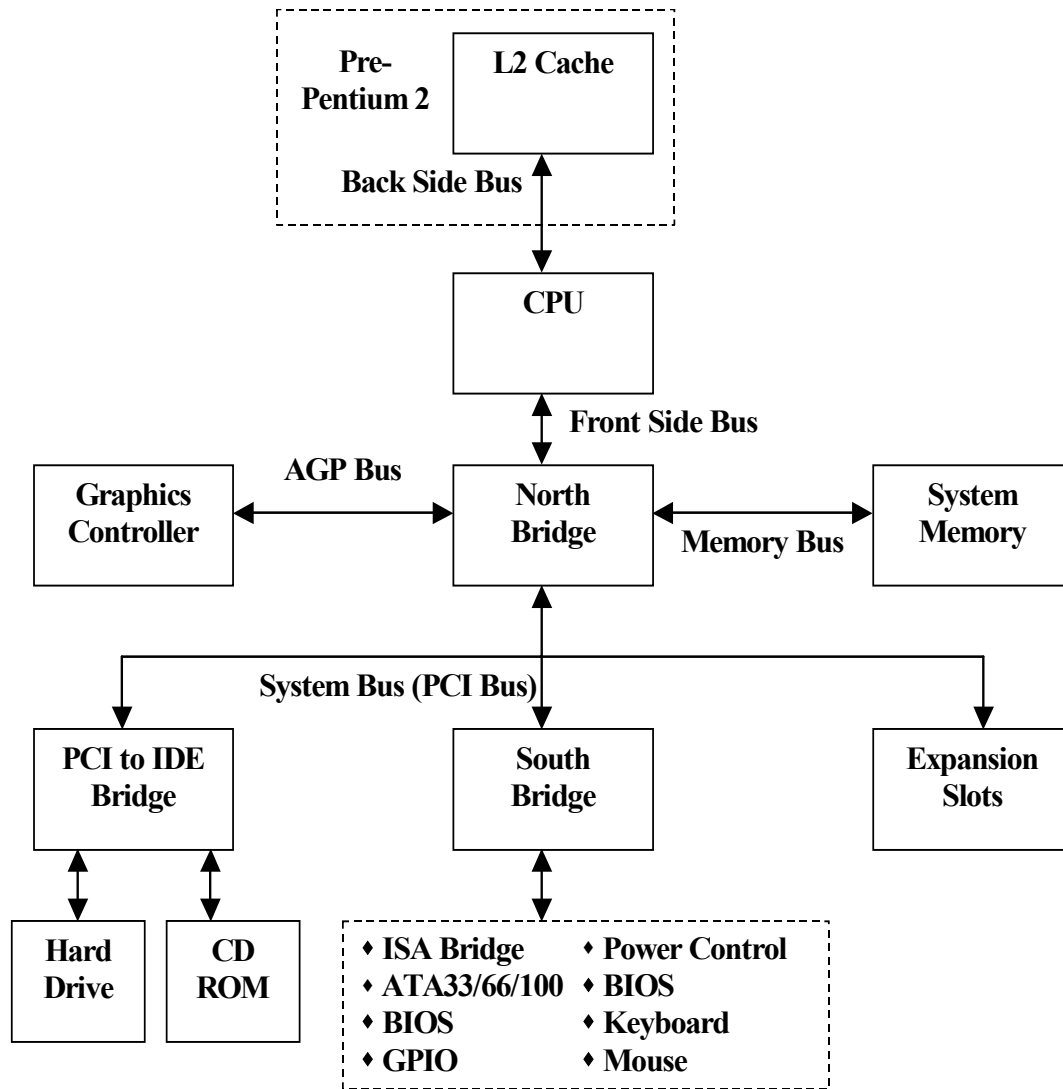 Pre-
Pentium 2
L2 Cache
Back Side Bus
CPU
Front Side Bus
AGP Bus
Graphics
Controller
North
Bridge
System
Memory
Memory Bus
System Bus (PCI Bus)
PCI to IDE
Bridge
South
Bridge
Expansion
Slots
Hard
Drive
CD
ROM
♦ ISA Bridge
♦ ATA33/66/100
♦ BIOS
♦ GPIO
♦ Power Control
♦ BIOS
♦ Keyboard
♦ Mouse